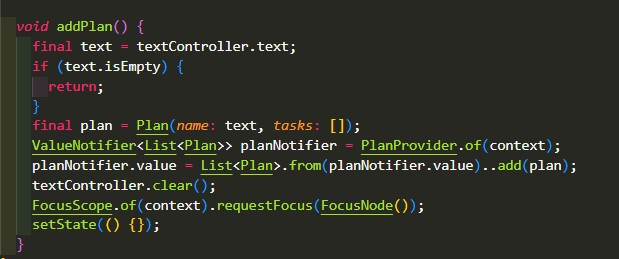 void addPlan() {
  final text = textController.text;
  if (text.isEmpty) {
    return;
  }
  final plan = Plan(name: text, tasks: []);
  ValueNotifier<List<Plan>> planNotifier = PlanProvider.of(context);
  planNotifier.value = List<Plan>.from(planNotifier.value)..add(plan);
  textController.clear();
  FocusScope.of(context).requestFocus(FocusNode());
  setState(() {});
}